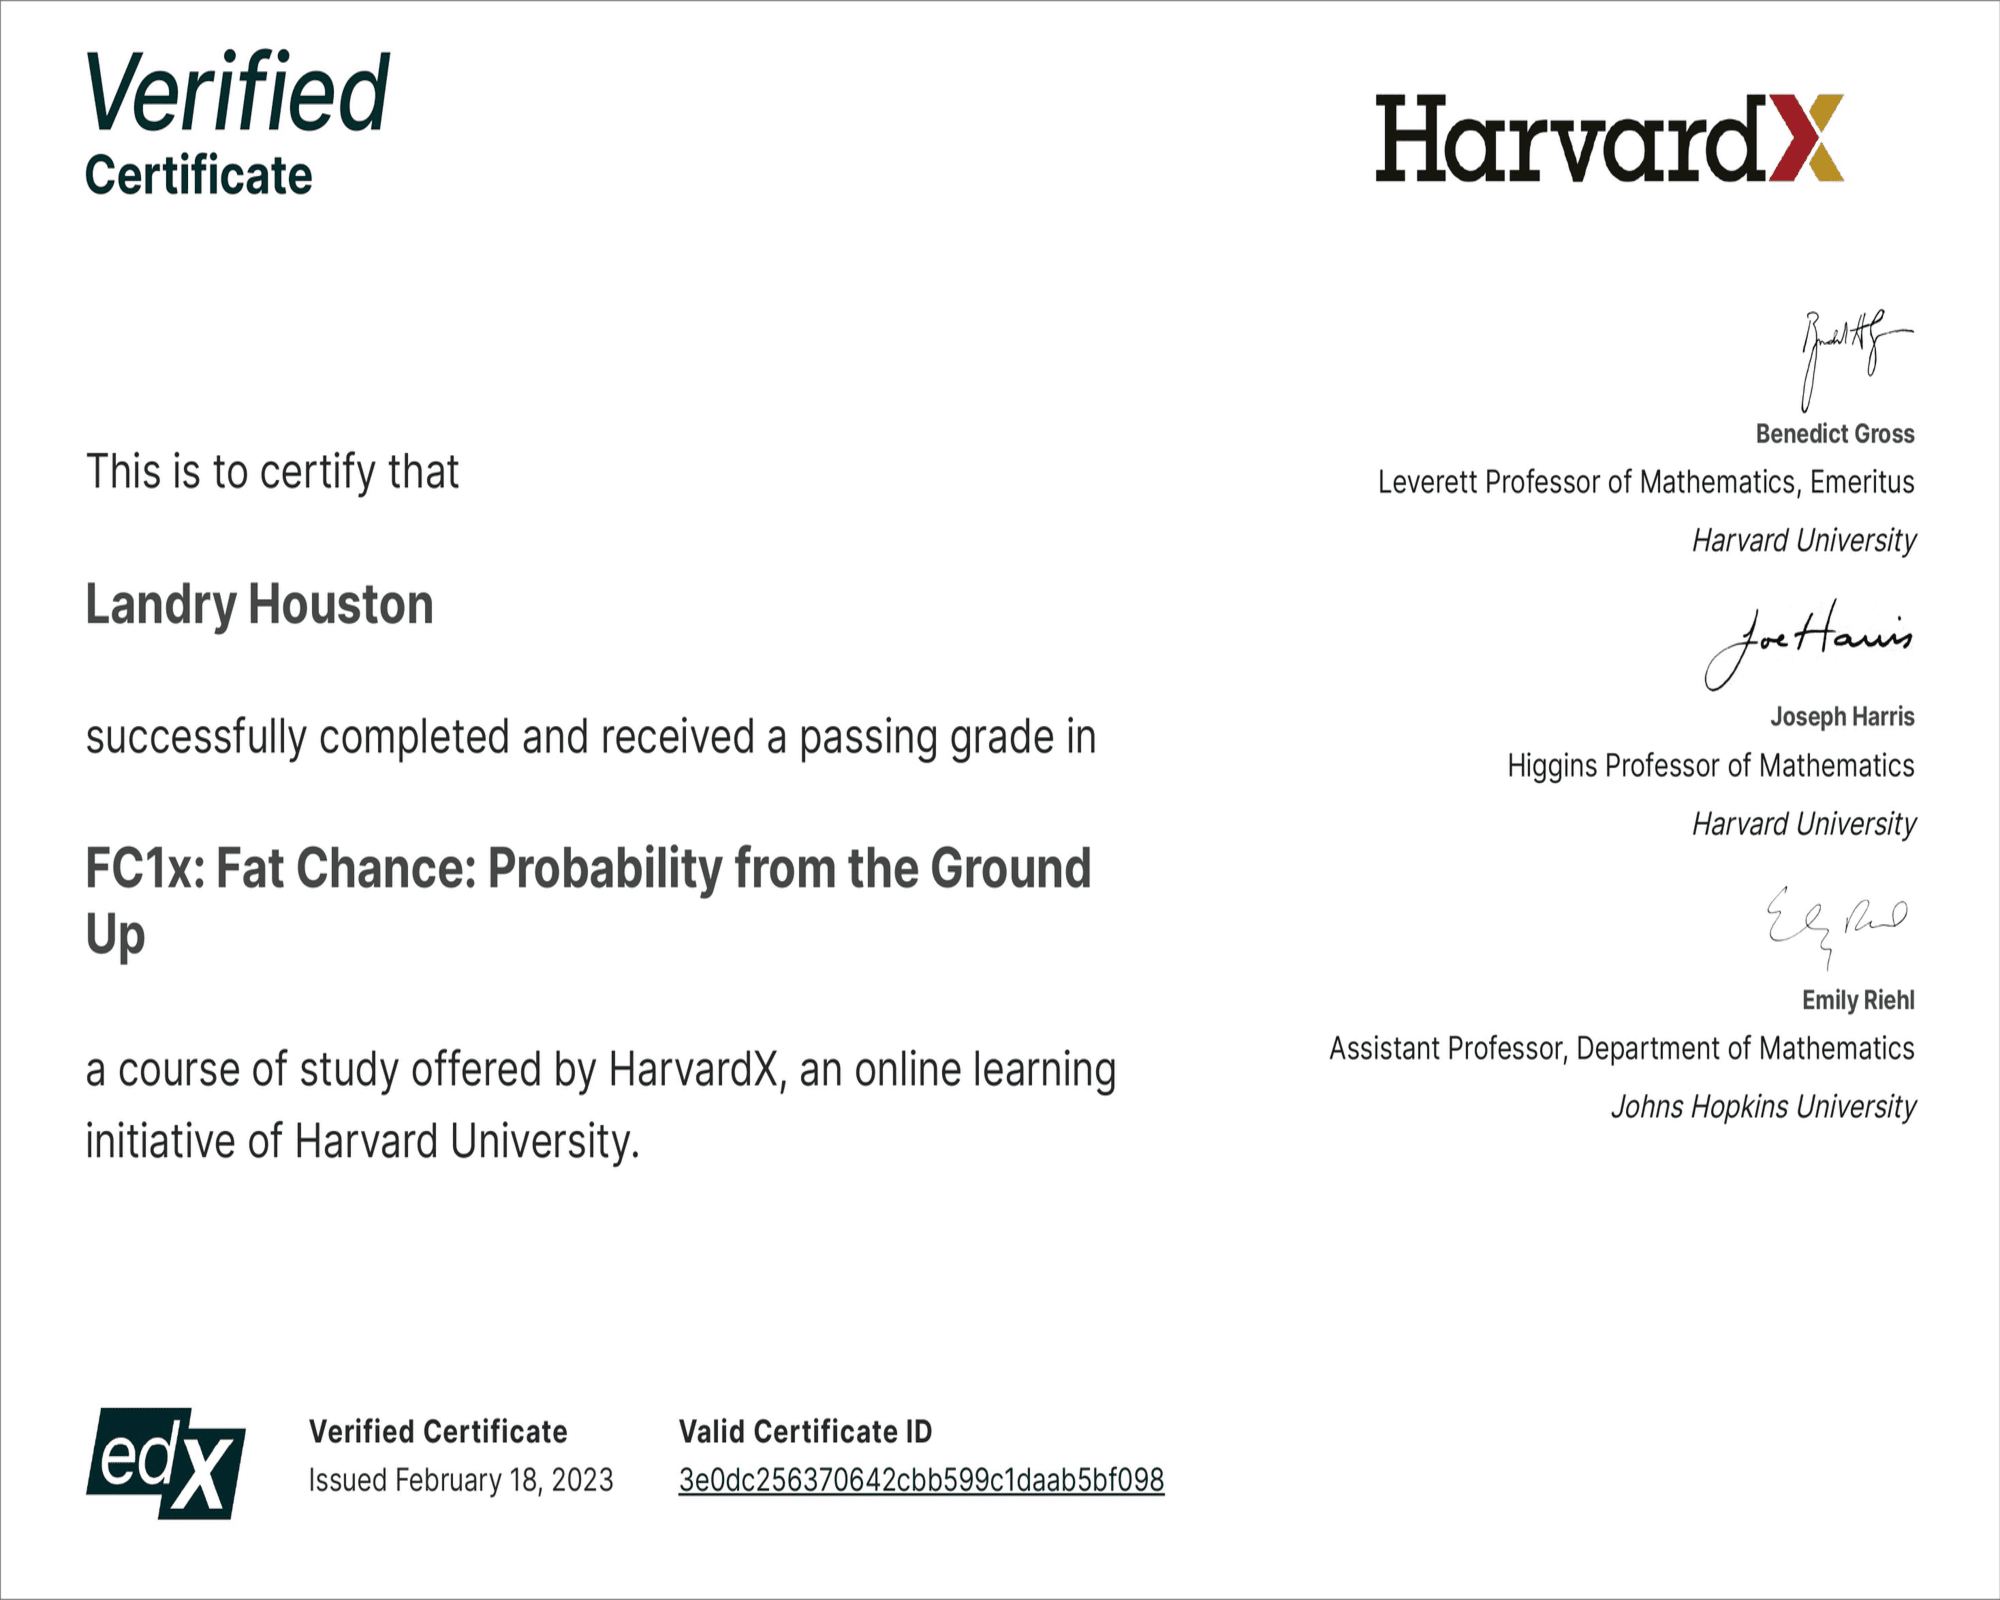 Verified
Certificate
HarvardX
This is to certify that
Landry Houston
successfully completed and received a passing grade in
FC1x: Fat Chance: Probability from the Ground
Up
a course of study offered by HarvardX, an online learning
initiative of Harvard University.
Benedict Gross
Leverett Professor of Mathematics, Emeritus
Harvard University
Joe Harris
Joseph Harris
Higgins Professor of Mathematics
Harvard University
Emily Riehl
Assistant Professor, Department of Mathematics
Johns Hopkins University
edX
Verified Certificate
Issued February 18, 2023
Valid Certificate ID
3e0dc256370642cbb599c1daab5bf098